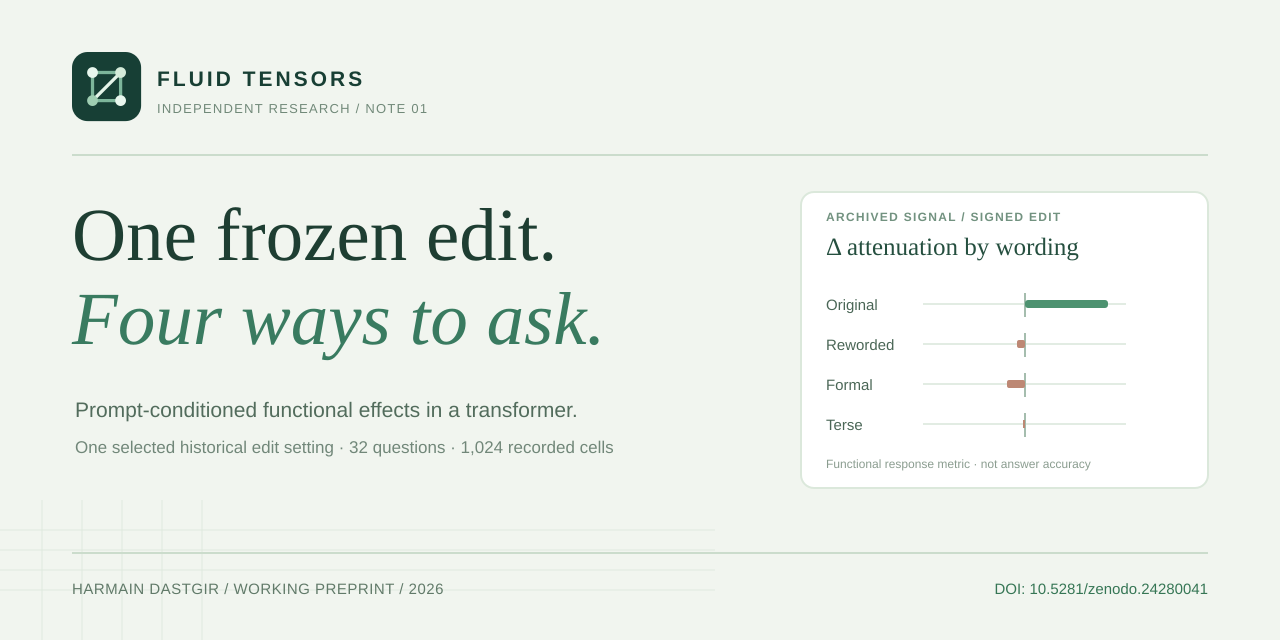 FLUID TENSORS
INDEPENDENT RESEARCH / NOTE 01
One frozen edit.
Four ways to ask.
Prompt-conditioned functional effects in a transformer.
One selected historical edit setting · 32 questions · 1,024 recorded cells
ARCHIVED SIGNAL / SIGNED EDIT
Δ attenuation by wording
Original
Reworded
Formal
Terse
Functional response metric · not answer accuracy
HARMAIN DASTGIR / WORKING PREPRINT / 2026
DOI: 10.5281/zenodo.24280041